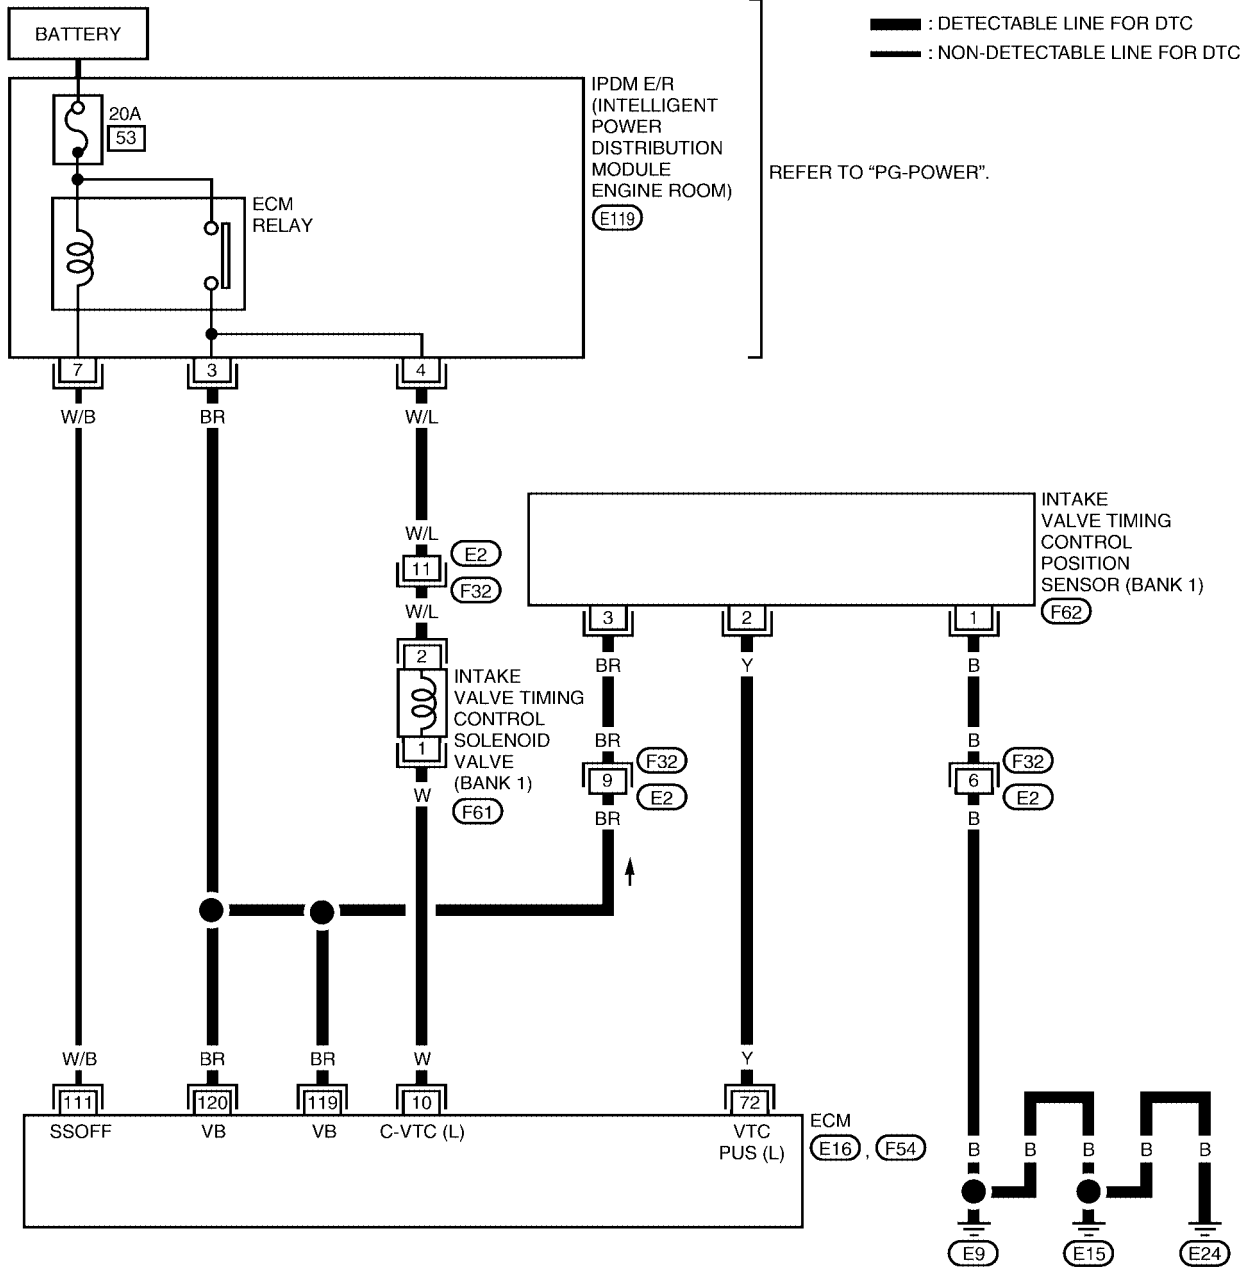 BATTERY
: DETECTABLE LINE FOR DTC
: NON-DETECTABLE LINE FOR DTC
20A
53
IPDM E/R
(INTELLIGENT
POWER
DISTRIBUTION
MODULE
ENGINE ROOM)
E119
REFER TO “PG-POWER”.
ECM
RELAY
7
3
4
W/B
BR
W/L
W/L
11
E2
F32
W/L
2
INTAKE
VALVE TIMING
CONTROL
SOLENOID
VALVE
(BANK 1)
F61
1
W
INTAKE
VALVE TIMING
CONTROL
POSITION
SENSOR (BANK 1)
F62
3
2
1
BR
Y
B
BR
B
9
F32
E2
6
F32
E2
BR
B
W/B
BR
BR
W
Y
111
120
119
10
72
SSOFF
VB
VB
C-VTC (L)
VTC
PUS (L)
ECM
E16 , F54
B
B
B
B
B
E9
E15
E24